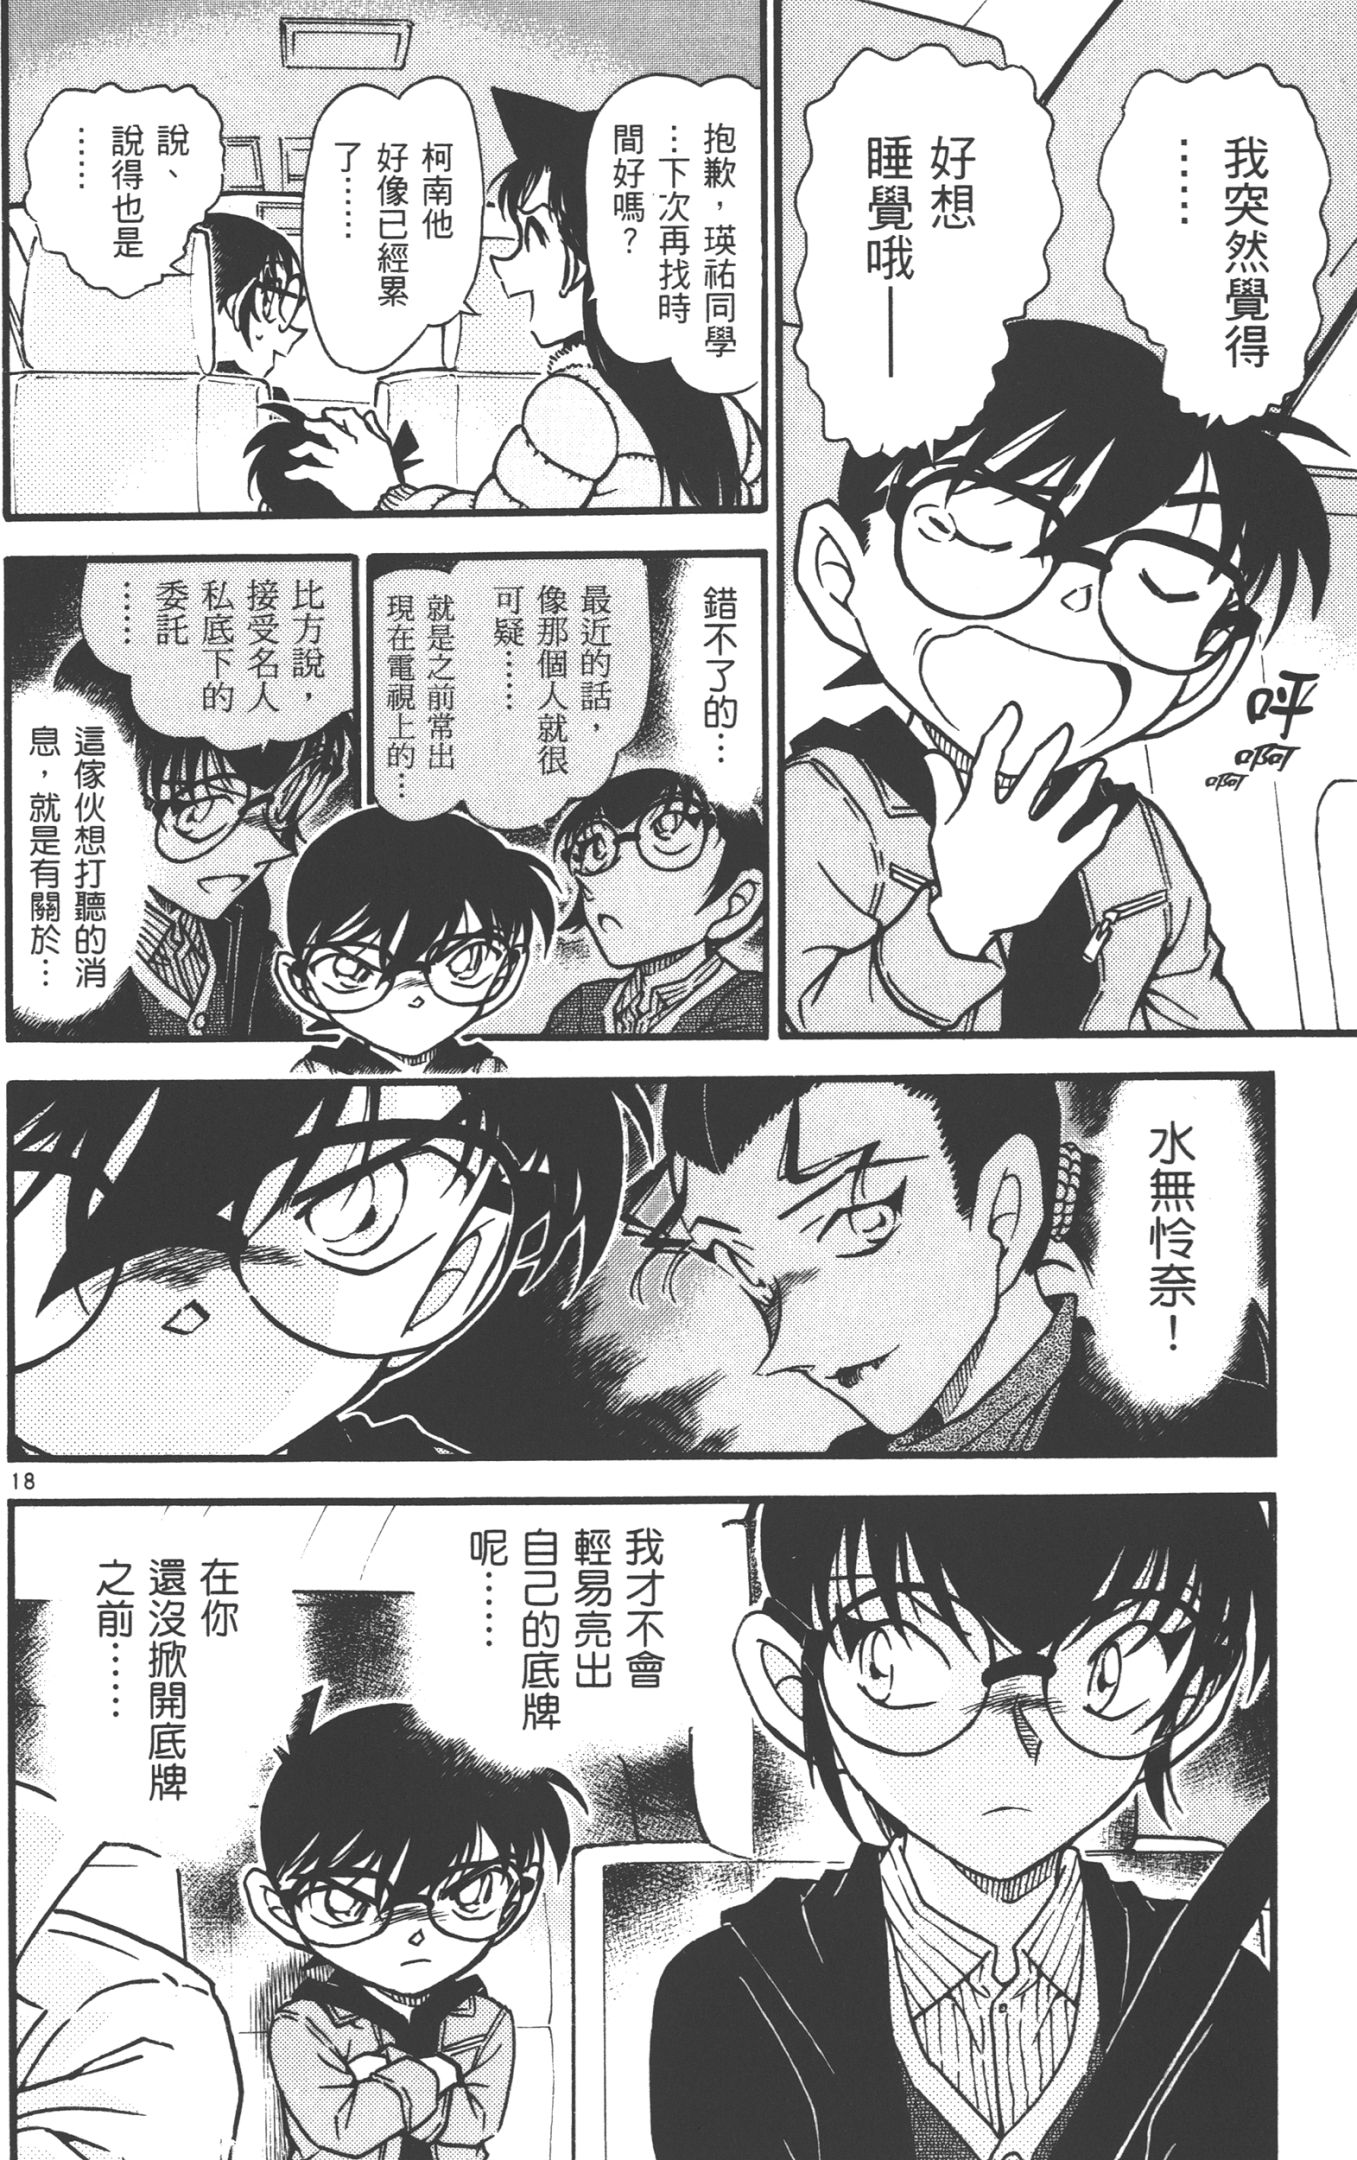 我突然覺得
……
好想
睡覺哦——
呼
啊
啊
抱歉，瑛祐同學
…下次再找時
間好嗎？
柯南他
好像已經累
了……
說、
說得也是
……
錯不了的…
最近的話，
像那個人就很
可疑……
就是之前常出
現在電視上的…
比方說，
接受名人
私底下的
委託
……
這傢伙想打聽的消
息，就是有關於…
水無怜奈！
18
我才不會
輕易亮出
自己的底牌
呢……
在你
還沒掀開底牌
之前……